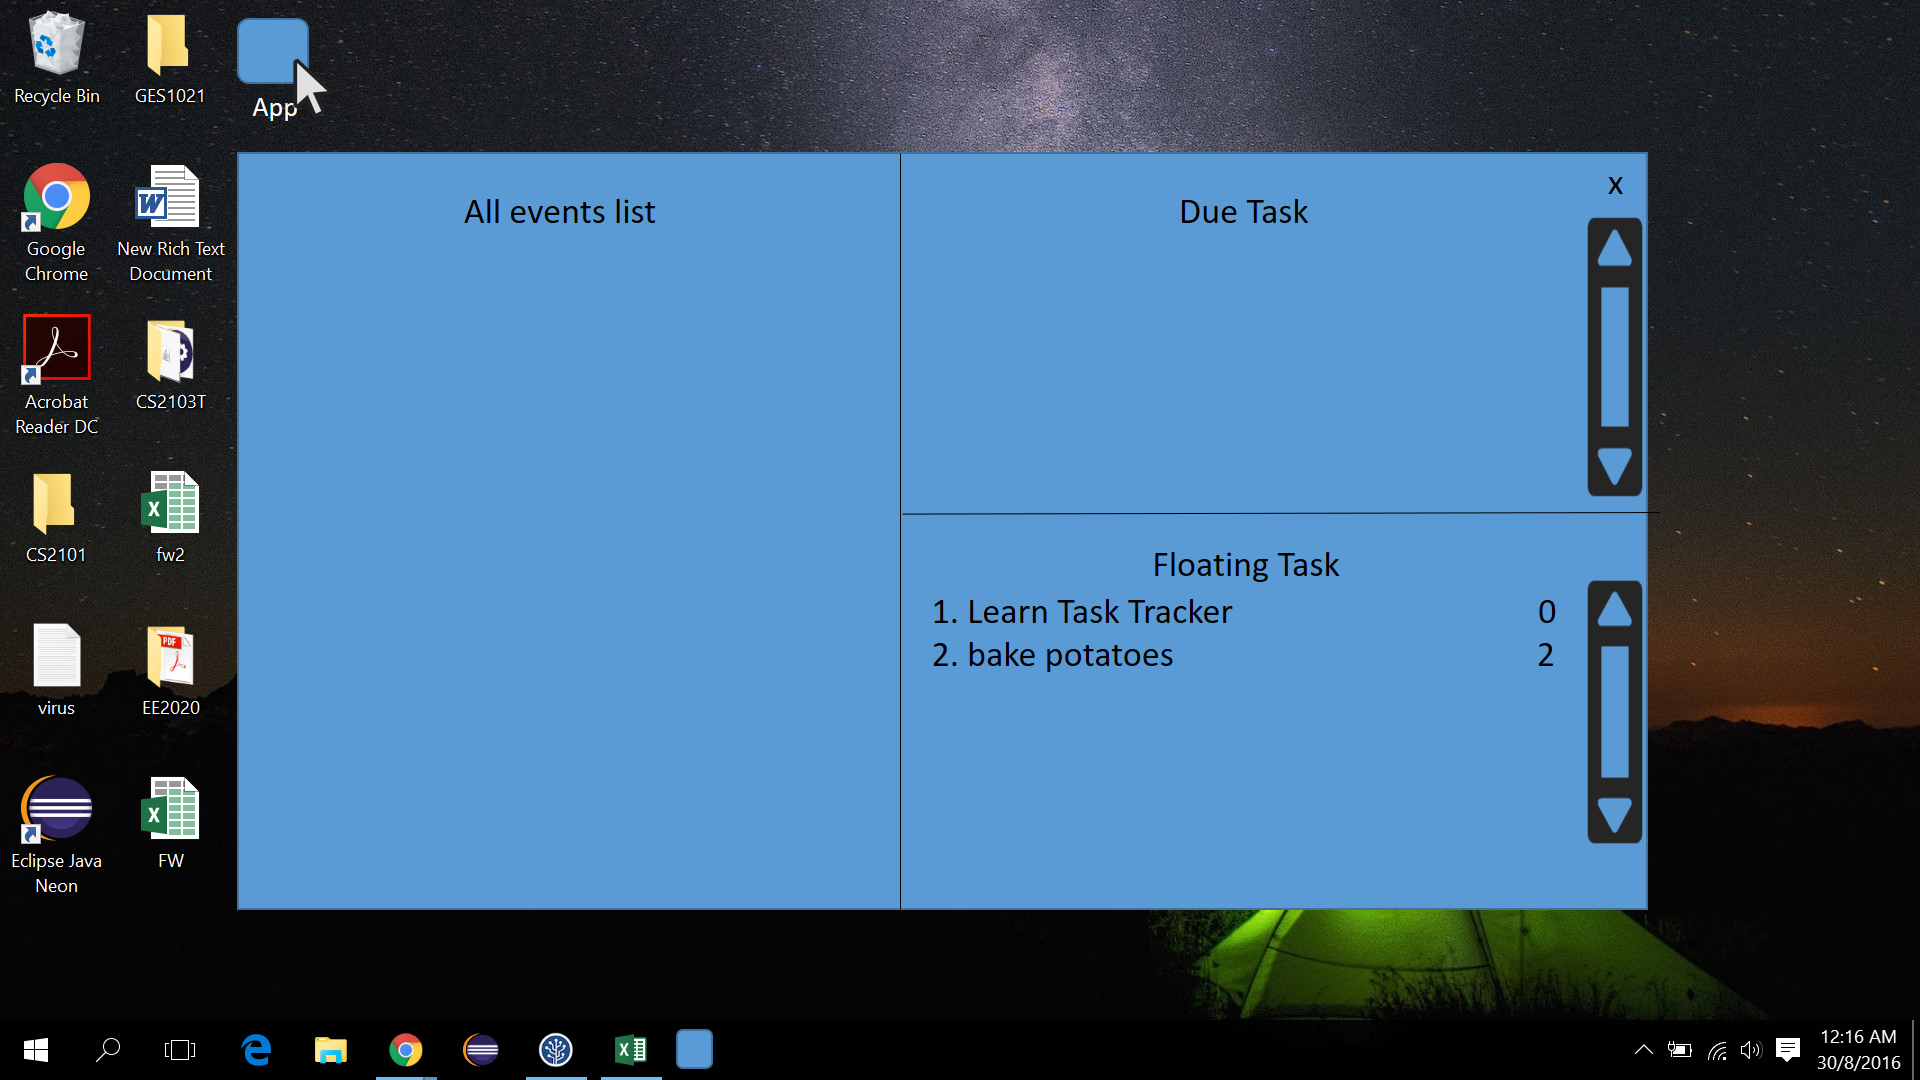 Recycle Bin
GES1021
App
Google
Chrome
New Rich Text
Document
Acrobat
Reader DC
CS2103T
CS2101
fw2
virus
PDF
EE2020
Eclipse Java
Neon
FW
All events list
Due Task
x
Floating Task
1. Learn Task Tracker 0
2. bake potatoes 2
12:16 AM
30/8/2016